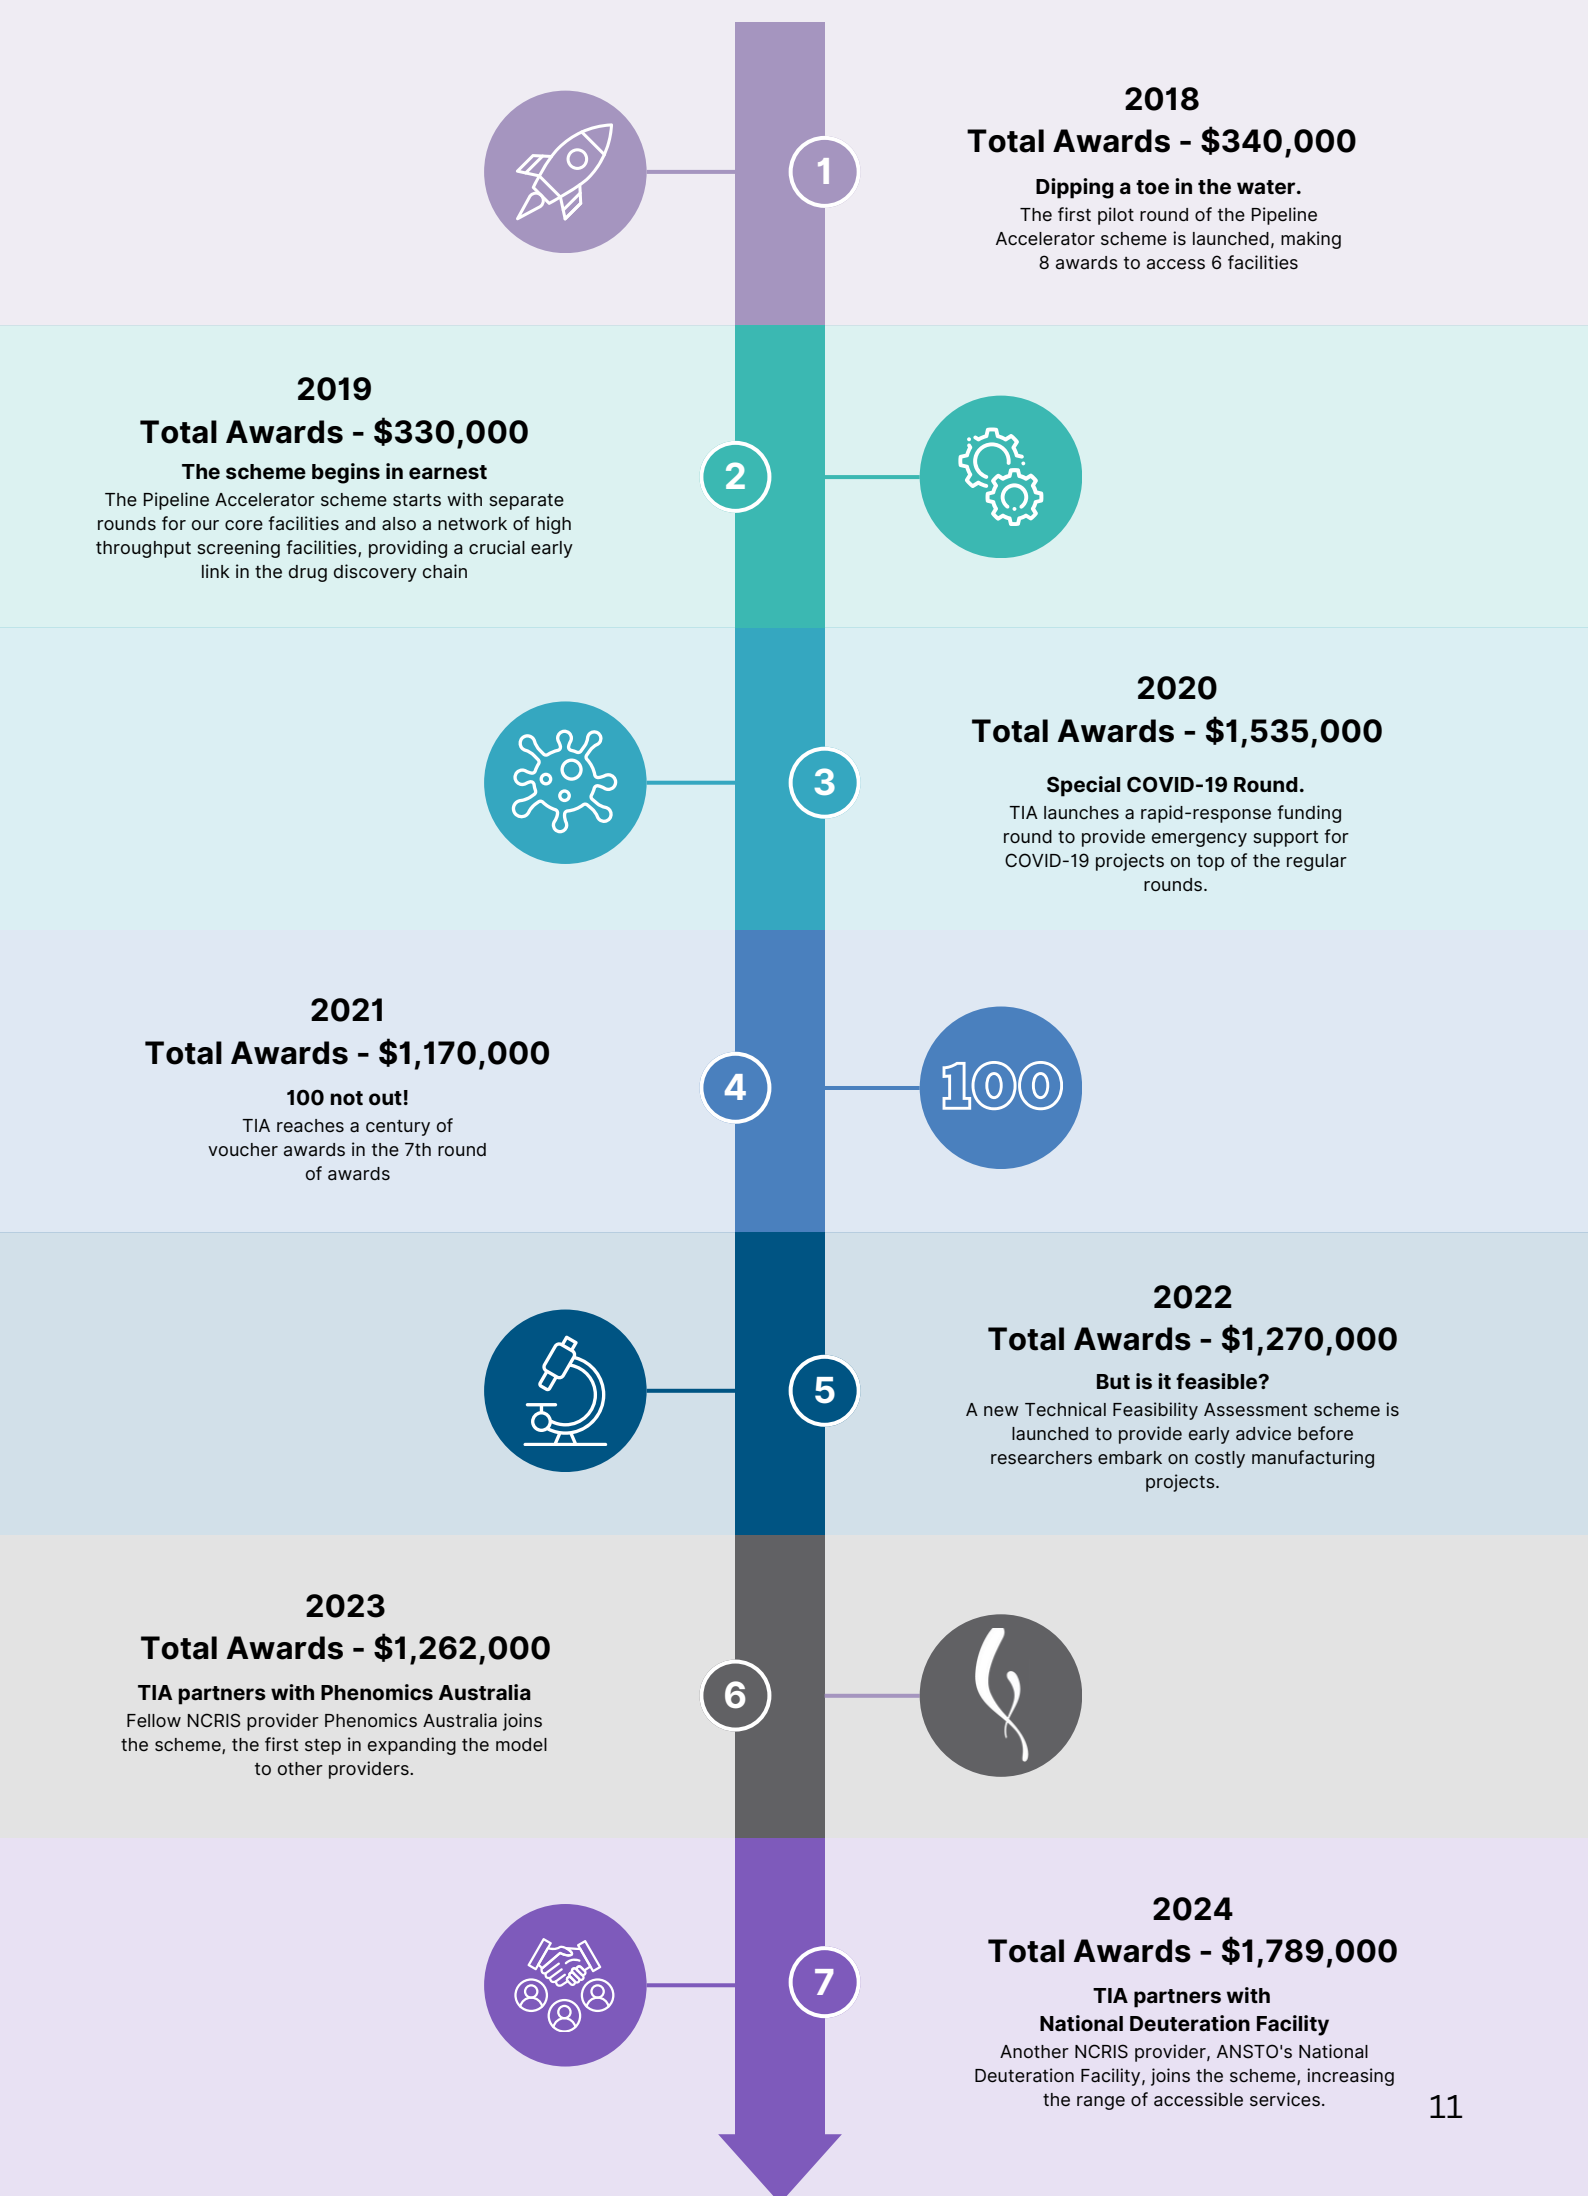 1
2018
Total Awards - $340,000
Dipping a toe in the water.
The first pilot round of the Pipeline
Accelerator scheme is launched, making
8 awards to access 6 facilities
2019
Total Awards - $330,000
The scheme begins in earnest
The Pipeline Accelerator scheme starts with separate
rounds for our core facilities and also a network of high
throughput screening facilities, providing a crucial early
link in the drug discovery chain
2
3
2020
Total Awards - $1,535,000
Special COVID-19 Round.
TIA launches a rapid-response funding
round to provide emergency support for
COVID-19 projects on top of the regular
rounds.
2021
Total Awards - $1,170,000
100 not out!
TIA reaches a century of
voucher awards in the 7th round
of awards
4
100
5
2022
Total Awards - $1,270,000
But is it feasible?
A new Technical Feasibility Assessment scheme is
launched to provide early advice before
researchers embark on costly manufacturing
projects.
2023
Total Awards - $1,262,000
TIA partners with Phenomics Australia
Fellow NCRIS provider Phenomics Australia joins
the scheme, the first step in expanding the model
to other providers.
6
7
2024
Total Awards - $1,789,000
TIA partners with
National Deuteration Facility
Another NCRIS provider, ANSTO's National
Deuteration Facility, joins the scheme, increasing
the range of accessible services.
11